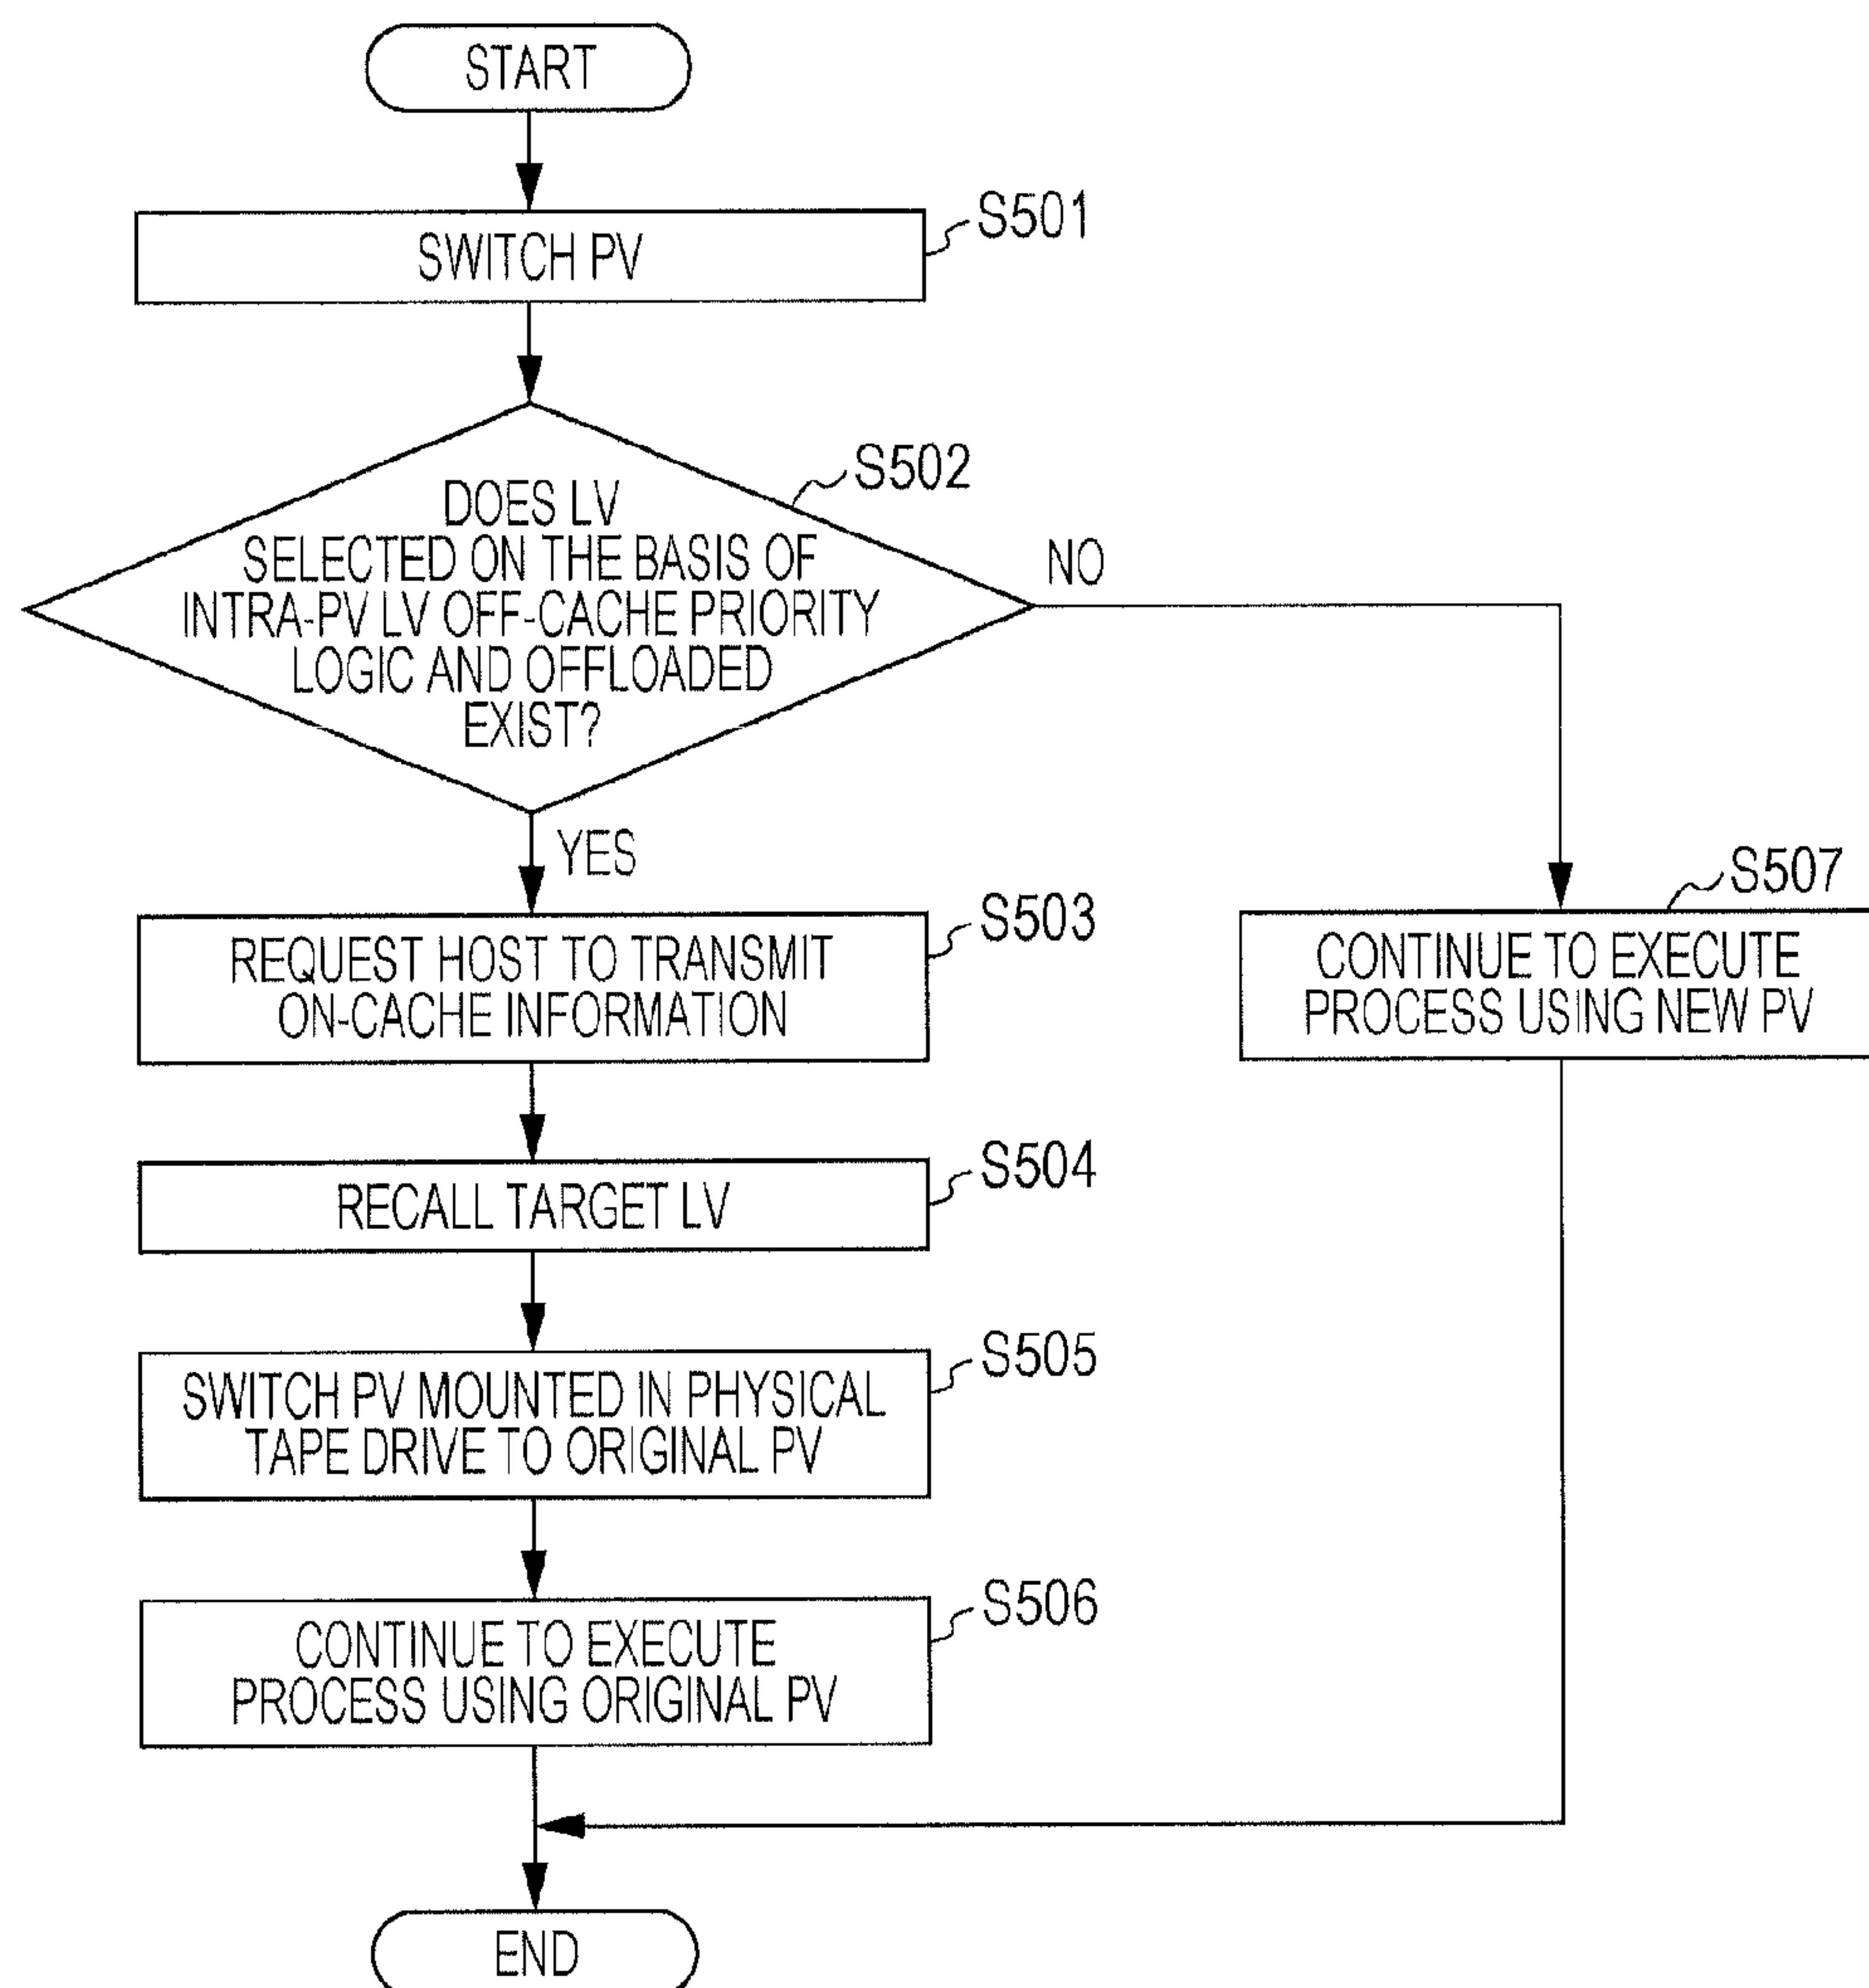 START
SWITCH PV
S501
DOES LV
SELECTED ON THE BASIS OF
INTRA-PV LV OFF-CACHE PRIORITY
LOGIC AND OFFLOADED
EXIST?
S502
NO
YES
REQUEST HOST TO TRANSMIT
ON-CACHE INFORMATION
S503
CONTINUE TO EXECUTE
PROCESS USING NEW PV
S507
RECALL TARGET LV
S504
SWITCH PV MOUNTED IN PHYSICAL
TAPE DRIVE TO ORIGINAL PV
S505
CONTINUE TO EXECUTE
PROCESS USING ORIGINAL PV
S506
END